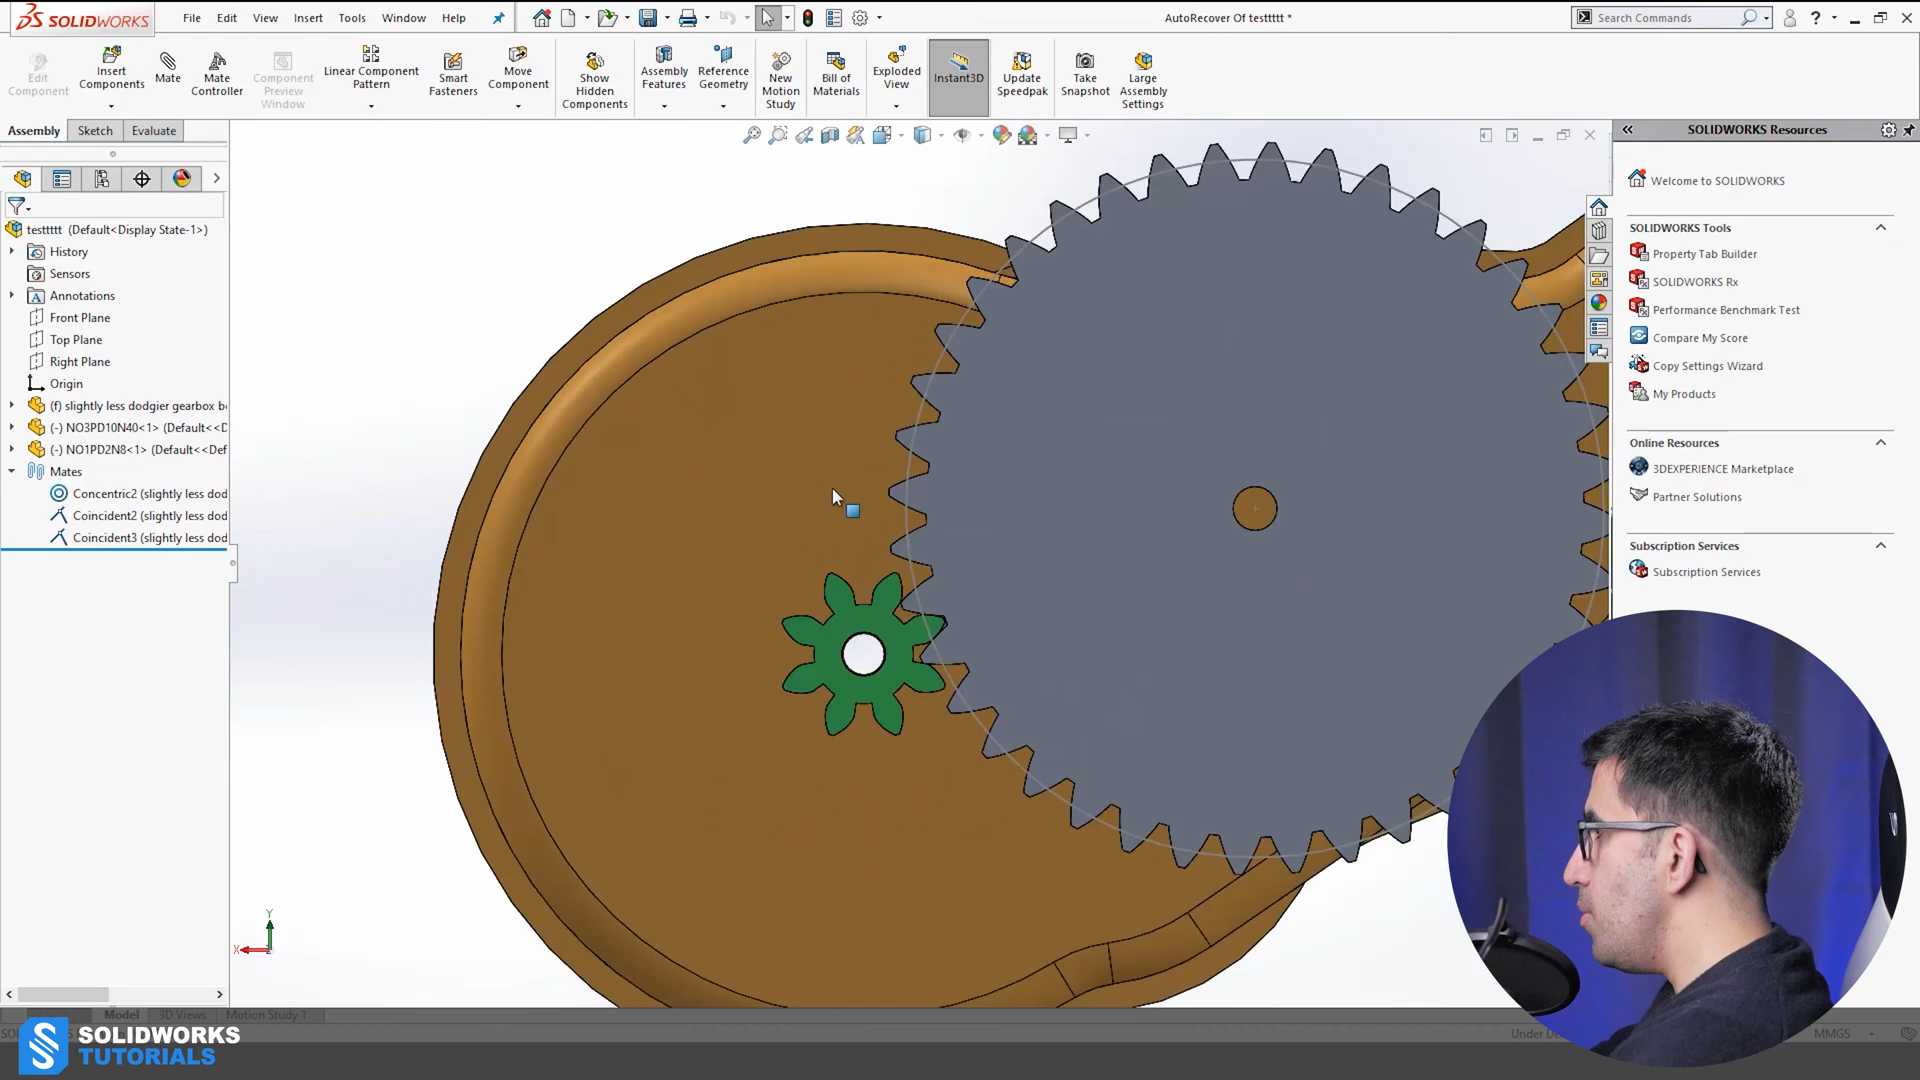 SOLIDWORKS
File
Edit
View
Insert
Tools
Window
Help
AutoRecover Of testtttt *
Search Commands
Edit
Component
Insert
Components
Mate
Mate
Controller
Component
Preview
Window
Linear Component
Pattern
Smart
Fasteners
Move
Component
Show
Hidden
Components
Assembly
Features
Reference
Geometry
New
Motion
Study
Bill of
Materials
Exploded
View
Instant3D
Update
Speedpak
Take
Snapshot
Large
Assembly
Settings
Assembly
Sketch
Evaluate
testtttt (Default<Display State-1>)
History
Sensors
Annotations
Front Plane
Top Plane
Right Plane
Origin
(f) slightly less dodgier gearbox b
(-) NO3PD10N40<1> (Default<<D
(-) NO1PD2N8<1> (Default<<Def
Mates
Concentric2 (slightly less dod
Coincident2 (slightly less dod
Coincident3 (slightly less dod
Y
X
SOLIDWORKS Resources
Welcome to SOLIDWORKS
SOLIDWORKS Tools
Property Tab Builder
SOLIDWORKS Rx
Performance Benchmark Test
Compare My Score
Copy Settings Wizard
My Products
Online Resources
3DEXPERIENCE Marketplace
Partner Solutions
Subscription Services
Subscription Services
Model
3D Views
Motion Study 1
Under De
MMGS
SOLIDWORKS
TUTORIALS